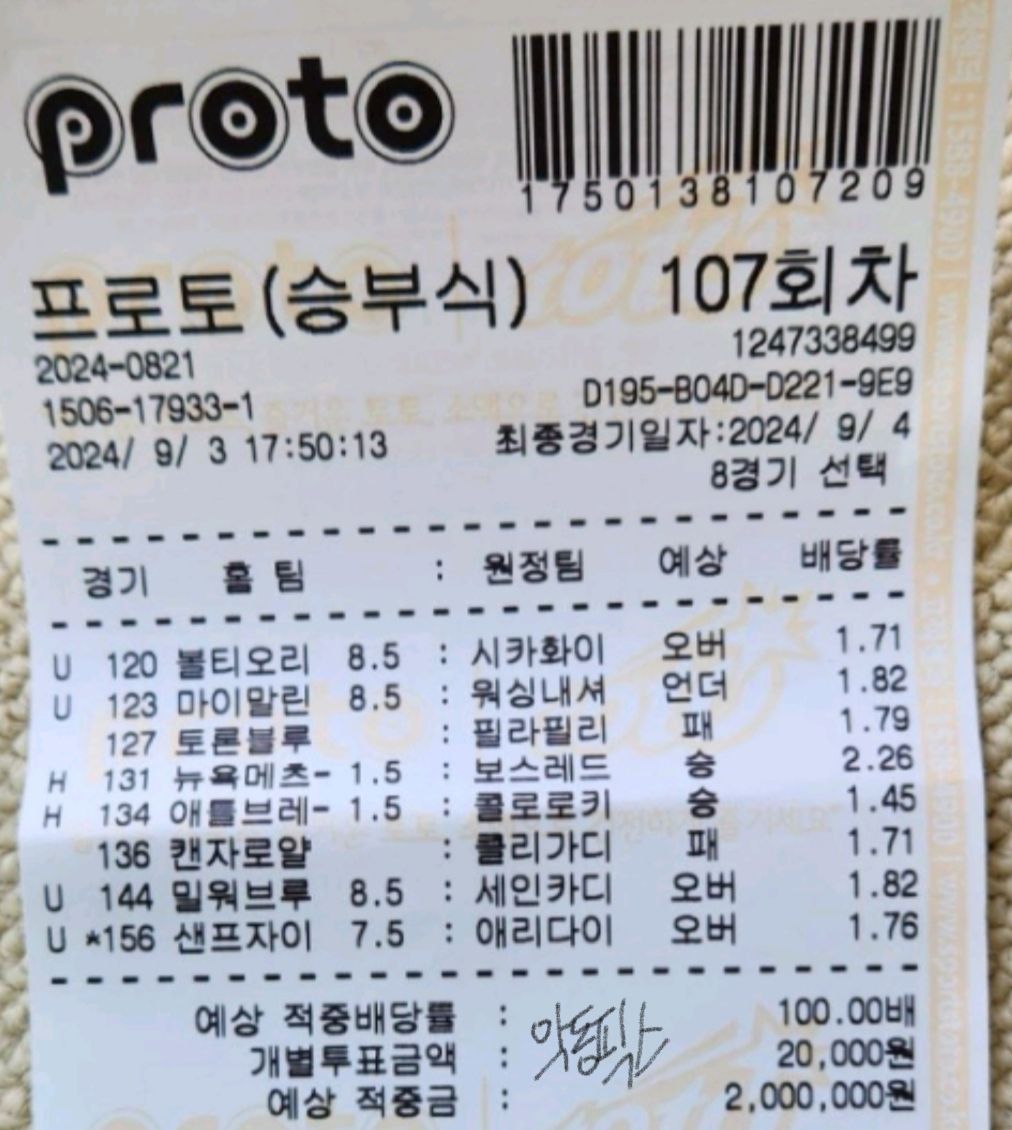 proto
17501381072​09
프로토(승부식) 107회차
2024-0821 1247338499
1506-17933-1 D195-B04D-D221-9E9
2024/ 9/ 3 17:50:13 최종경기일자:2024/ 9/ 4
8경기 선택
경기 홈 팀 : 원정팀 예상 배당률
U 120 볼티오리 8.5 : 시카화이 오버 1.71
U 123 마이말린 8.5 : 워싱내셔 언더 1.82
127 토론블루 : 필라필리 패 1.79
H 131 뉴욕메츠- 1.5 : 보스레드 승 2.26
H 134 애틀브레- 1.5 : 콜로로키 승 1.45
136 캔자로얄 : 클리가디 패 1.71
U 144 밀워브루 8.5 : 세인카디 오버 1.82
U *156 샌프자이 7.5 : 애리다이 오버 1.76
예상 적중배당률 : 100.00배
개별투표금액 : 20,000원
예상 적중금 : 2,000,000원